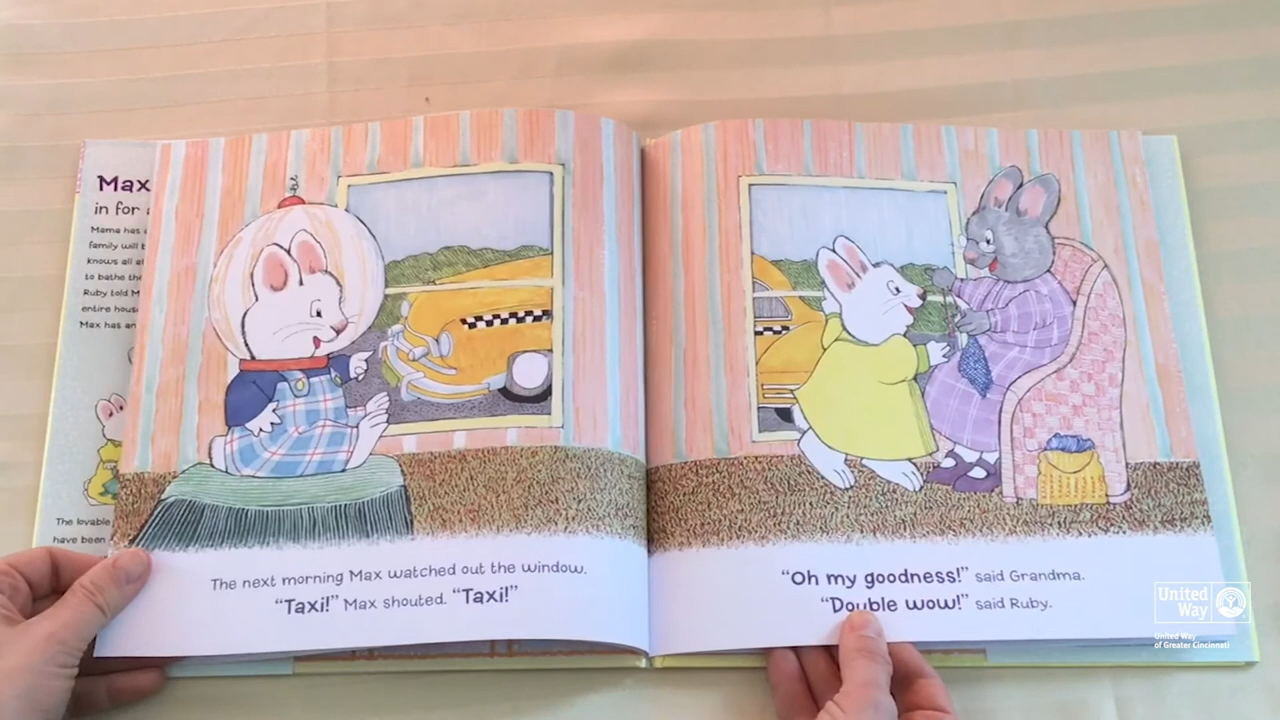 Max
in for
Mama has
family will
knows all
to bathe
Ruby told
entire
Max has an
The lovable
have been
The next morning Max watched out the window.
“Taxi!” Max shouted. “Taxi!”
“Oh my goodness!” said Grandma.
“Double wow!” said Ruby.
United
Way
United Way
of Greater Cincinnati